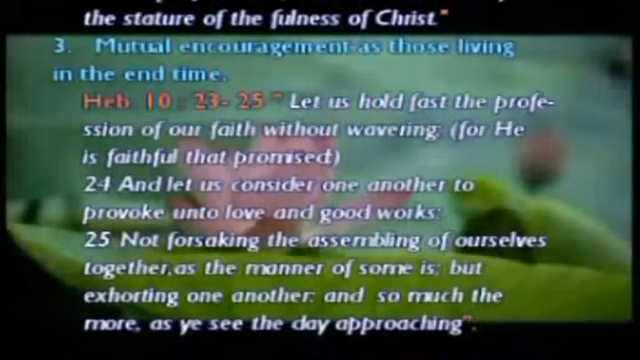 the stature of the fulness of Christ."
3. Mutual encouragement as those living
in the end time.
Heb. 10 : 23- 25 " Let us hold fast the profe-
ssion of our faith without wavering; (for He
is faithful that promised:)
24 And let us consider one another to
provoke unto love and good works:
25 Not forsaking the assembling of ourselves
together,as the manner of some is; but
exhorting one another: and so much the
more, as ye see the day approaching".